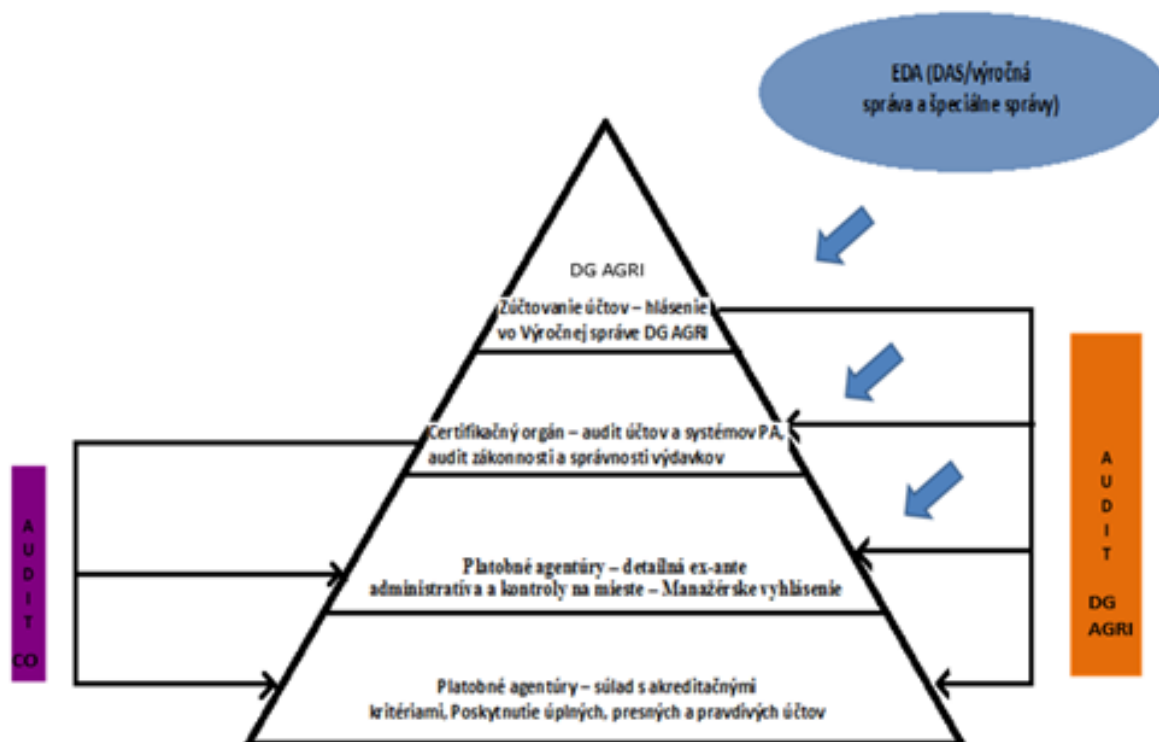 EDA (DAS/výročná
správa a špeciálne správy)
DG AGRI
Zúčtovanie účtov – hlásenie
vo Výročnej správe DG AGRI
Certifikačný orgán – audit účtov a systémov PA,
audit zákonnosti a správnosti výdavkov
Platobné agentúry – detailná ex-ante
administratíva a kontroly na mieste – Manažérske vyhlásenie
Platobné agentúry – súlad s akreditačnými
kritériami, Poskytnutie úplných, presných a pravdivých účtov
A
U
D
I
T
CO
A
U
D
I
T
DG
AGRI